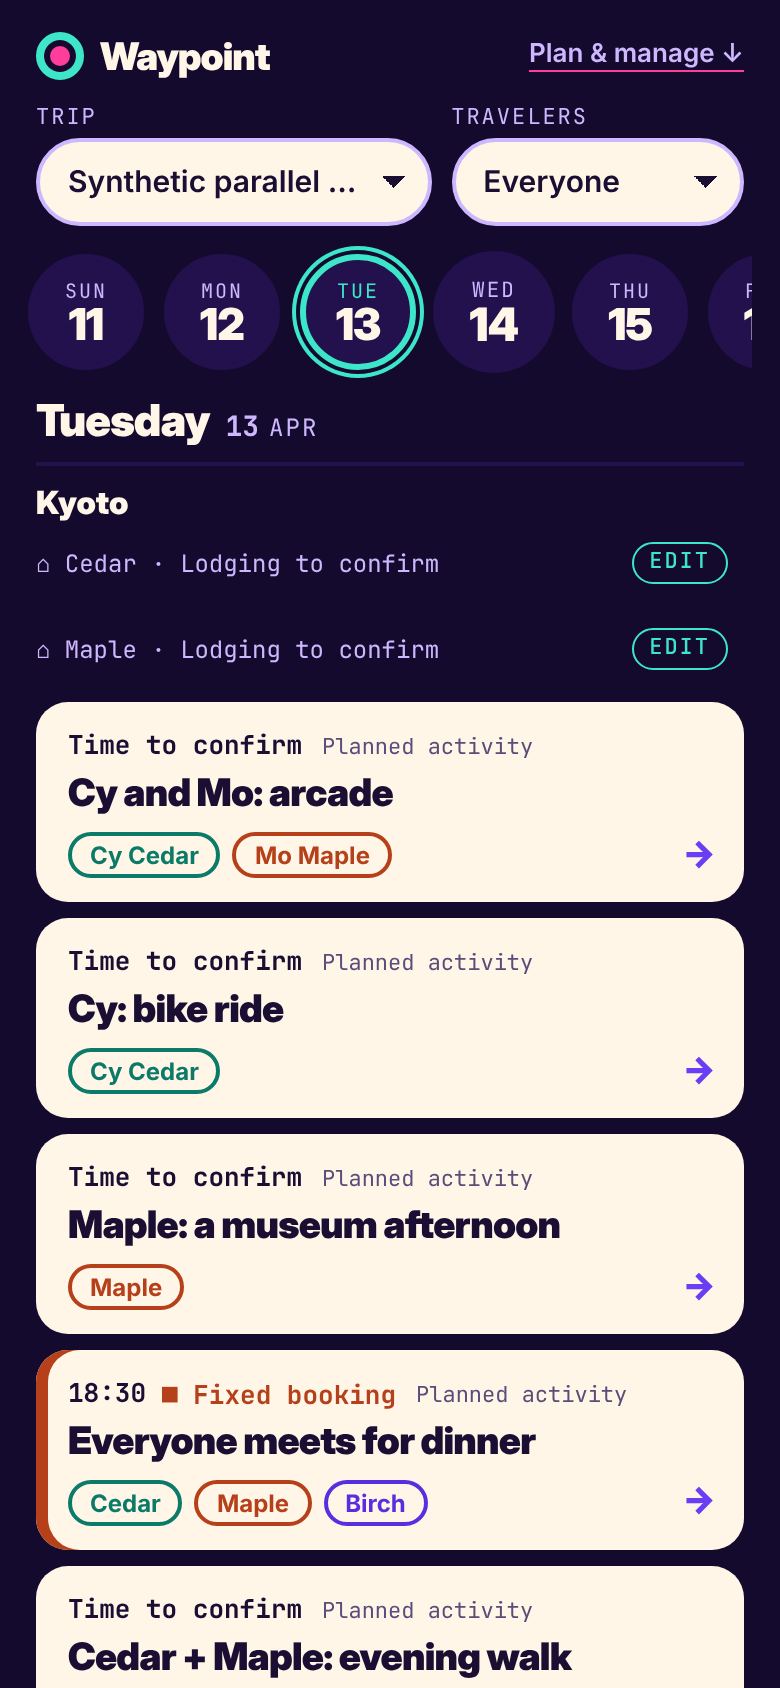 Waypoint
Plan & manage ↓
TRIP
TRAVELERS
Synthetic parallel ...
Everyone
SUN
11
MON
12
TUE
13
WED
14
THU
15
Tuesday 13 APR
Kyoto
⌂ Cedar · Lodging to confirm
EDIT
⌂ Maple · Lodging to confirm
EDIT
Time to confirm Planned activity
Cy and Mo: arcade
Cy Cedar Mo Maple →
Time to confirm Planned activity
Cy: bike ride
Cy Cedar →
Time to confirm Planned activity
Maple: a museum afternoon
Maple →
18:30 ■ Fixed booking Planned activity
Everyone meets for dinner
Cedar Maple Birch →
Time to confirm Planned activity
Cedar + Maple: evening walk